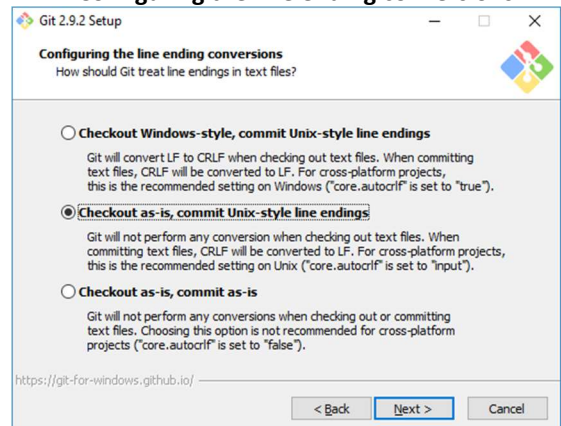 Git 2.9.2 Setup
Configuring the line ending conversions
How should Git treat line endings in text files?
Checkout Windows-style, commit Unix-style line endings
Git will convert LF to CRLF when checking out text files. When committing
text files, CRLF will be converted to LF. For cross-platform projects,
this is the recommended setting on Windows ("core.autocrlf" is set to "true").
Checkout as-is, commit Unix-style line endings
Git will not perform any conversion when checking out text files. When
committing text files, CRLF will be converted to LF. For cross-platform projects,
this is the recommended setting on Unix ("core.autocrlf" is set to "input").
Checkout as-is, commit as-is
Git will not perform any conversions when checking out or committing
text files. Choosing this option is not recommended for cross-platform
projects ("core.autocrlf" is set to "false").
https://git-for-windows.github.io/
< Back Next > Cancel